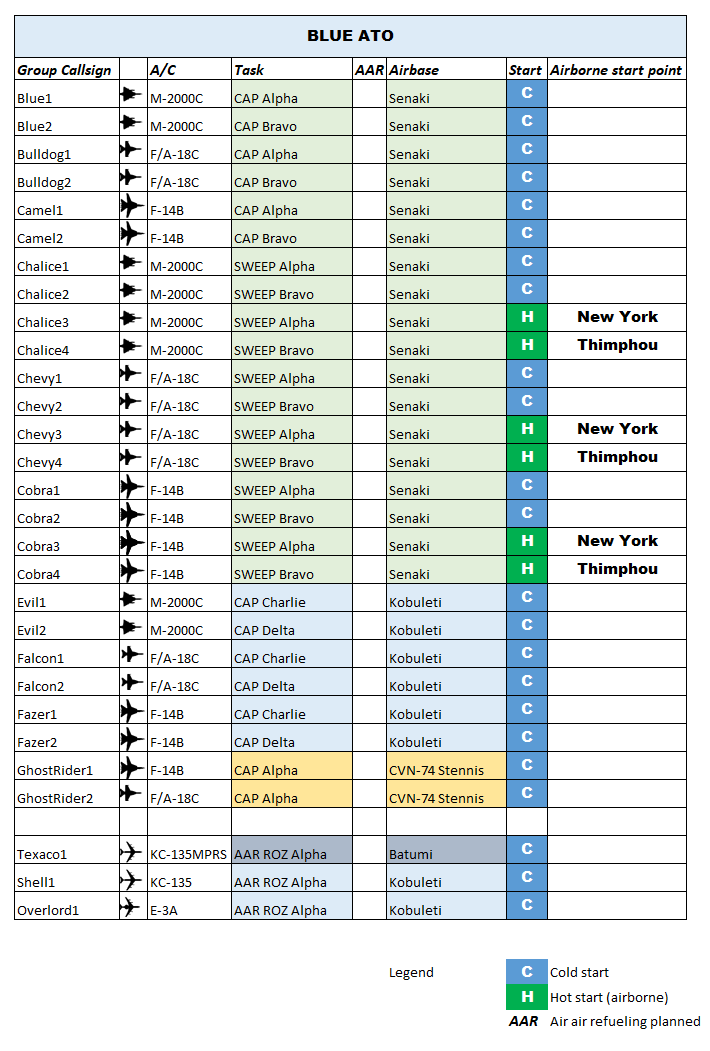 BLUE ATO
Group Callsign A/C Task AAR Airbase Start Airborne start point
Blue1 M-2000C CAP Alpha Senaki C
Blue2 M-2000C CAP Bravo Senaki C
Bulldog1 F/A-18C CAP Alpha Senaki C
Bulldog2 F/A-18C CAP Bravo Senaki C
Camel1 F-14B CAP Alpha Senaki C
Camel2 F-14B CAP Bravo Senaki C
Chalice1 M-2000C SWEEP Alpha Senaki C
Chalice2 M-2000C SWEEP Bravo Senaki C
Chalice3 M-2000C SWEEP Alpha Senaki H New York
Chalice4 M-2000C SWEEP Bravo Senaki H Thimphou
Chevy1 F/A-18C SWEEP Alpha Senaki C
Chevy2 F/A-18C SWEEP Bravo Senaki C
Chevy3 F/A-18C SWEEP Alpha Senaki H New York
Chevy4 F/A-18C SWEEP Bravo Senaki H Thimphou
Cobra1 F-14B SWEEP Alpha Senaki C
Cobra2 F-14B SWEEP Bravo Senaki C
Cobra3 F-14B SWEEP Alpha Senaki H New York
Cobra4 F-14B SWEEP Bravo Senaki H Thimphou
Evil1 M-2000C CAP Charlie Kobuleti C
Evil2 M-2000C CAP Delta Kobuleti C
Falcon1 F/A-18C CAP Charlie Kobuleti C
Falcon2 F/A-18C CAP Delta Kobuleti C
Fazer1 F-14B CAP Charlie Kobuleti C
Fazer2 F-14B CAP Delta Kobuleti C
GhostRider1 F-14B CAP Alpha CVN-74 Stennis C
GhostRider2 F/A-18C CAP Alpha CVN-74 Stennis C
Texaco1 KC-135MPRS AAR ROZ Alpha Batumi C
Shell1 KC-135 AAR ROZ Alpha Kobuleti C
Overlord1 E-3A AAR ROZ Alpha Kobuleti C
Legend C Cold start
H Hot start (airborne)
AAR Air air refueling planned